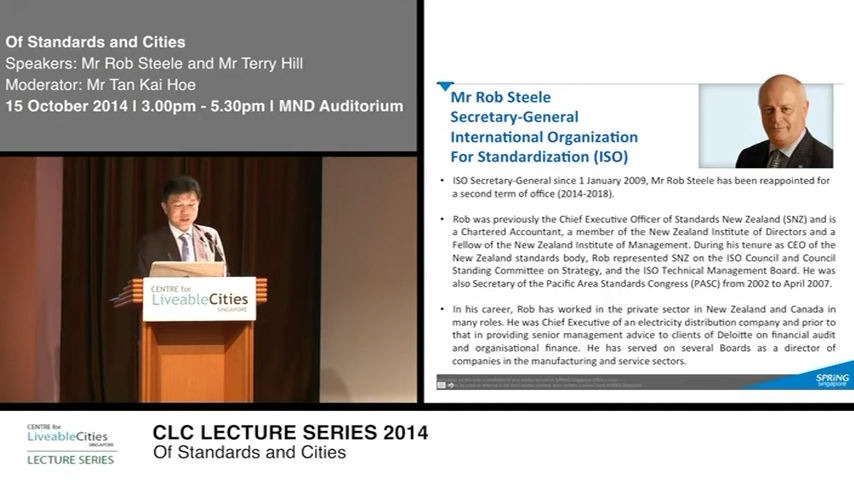 Of Standards and Cities
Speakers: Mr Rob Steele and Mr Terry Hill
Moderator: Mr Tan Kai Hoe
15 October 2014 | 3.00pm - 5.30pm | MND Auditorium
CENTRE for
LiveableCities
SINGAPORE
Mr Rob Steele
Secretary-General
International Organization
For Standardization (ISO)
• ISO Secretary-General since 1 January 2009, Mr Rob Steele has been reappointed for
a second term of office (2014-2018).
• Rob was previously the Chief Executive Officer of Standards New Zealand (SNZ) and is
a Chartered Accountant, a member of the New Zealand Institute of Directors and a
Fellow of the New Zealand Institute of Management. During his tenure as CEO of the
New Zealand standards body, Rob represented SNZ on the ISO Council and Council
Standing Committee on Strategy, and the ISO Technical Management Board. He was
also Secretary of the Pacific Area Standards Congress (PASC) from 2002 to April 2007.
• In his career, Rob has worked in the private sector in New Zealand and Canada in
many roles. He was Chief Executive of an electricity distribution company and prior to
that in providing senior management advice to clients of Deloitte on financial audit
and organisational finance. He has served on several Boards as a director of
companies in the manufacturing and service sectors.
SPRING
singapore
CENTRE for
LiveableCities
SINGAPORE
LECTURE SERIES
CLC LECTURE SERIES 2014
Of Standards and Cities